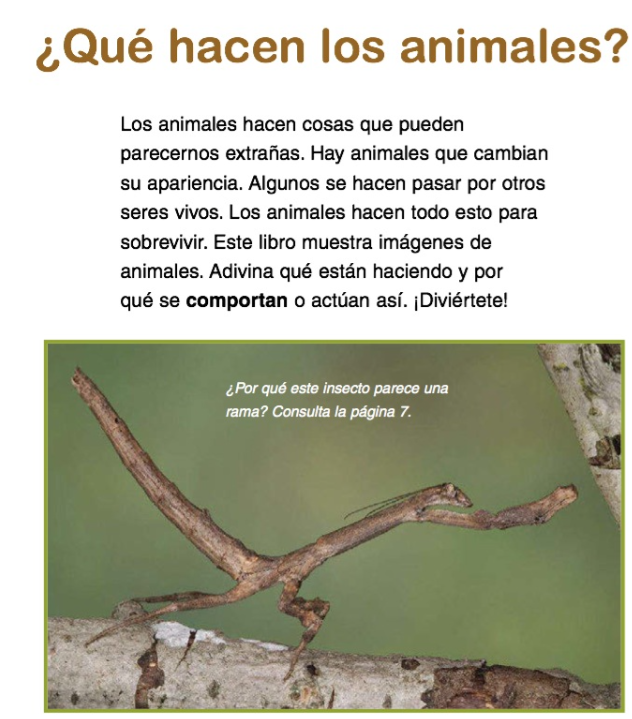 ¿Qué hacen los animales?
Los animales hacen cosas que pueden
parecernos extrañas. Hay animales que cambian
su apariencia. Algunos se hacen pasar por otros
seres vivos. Los animales hacen todo esto para
sobrevivir. Este libro muestra imágenes de
animales. Adivina qué están haciendo y por
qué se comportan o actúan así. ¡Diviértete!
¿Por qué este insecto parece una
rama? Consulta la página 7.